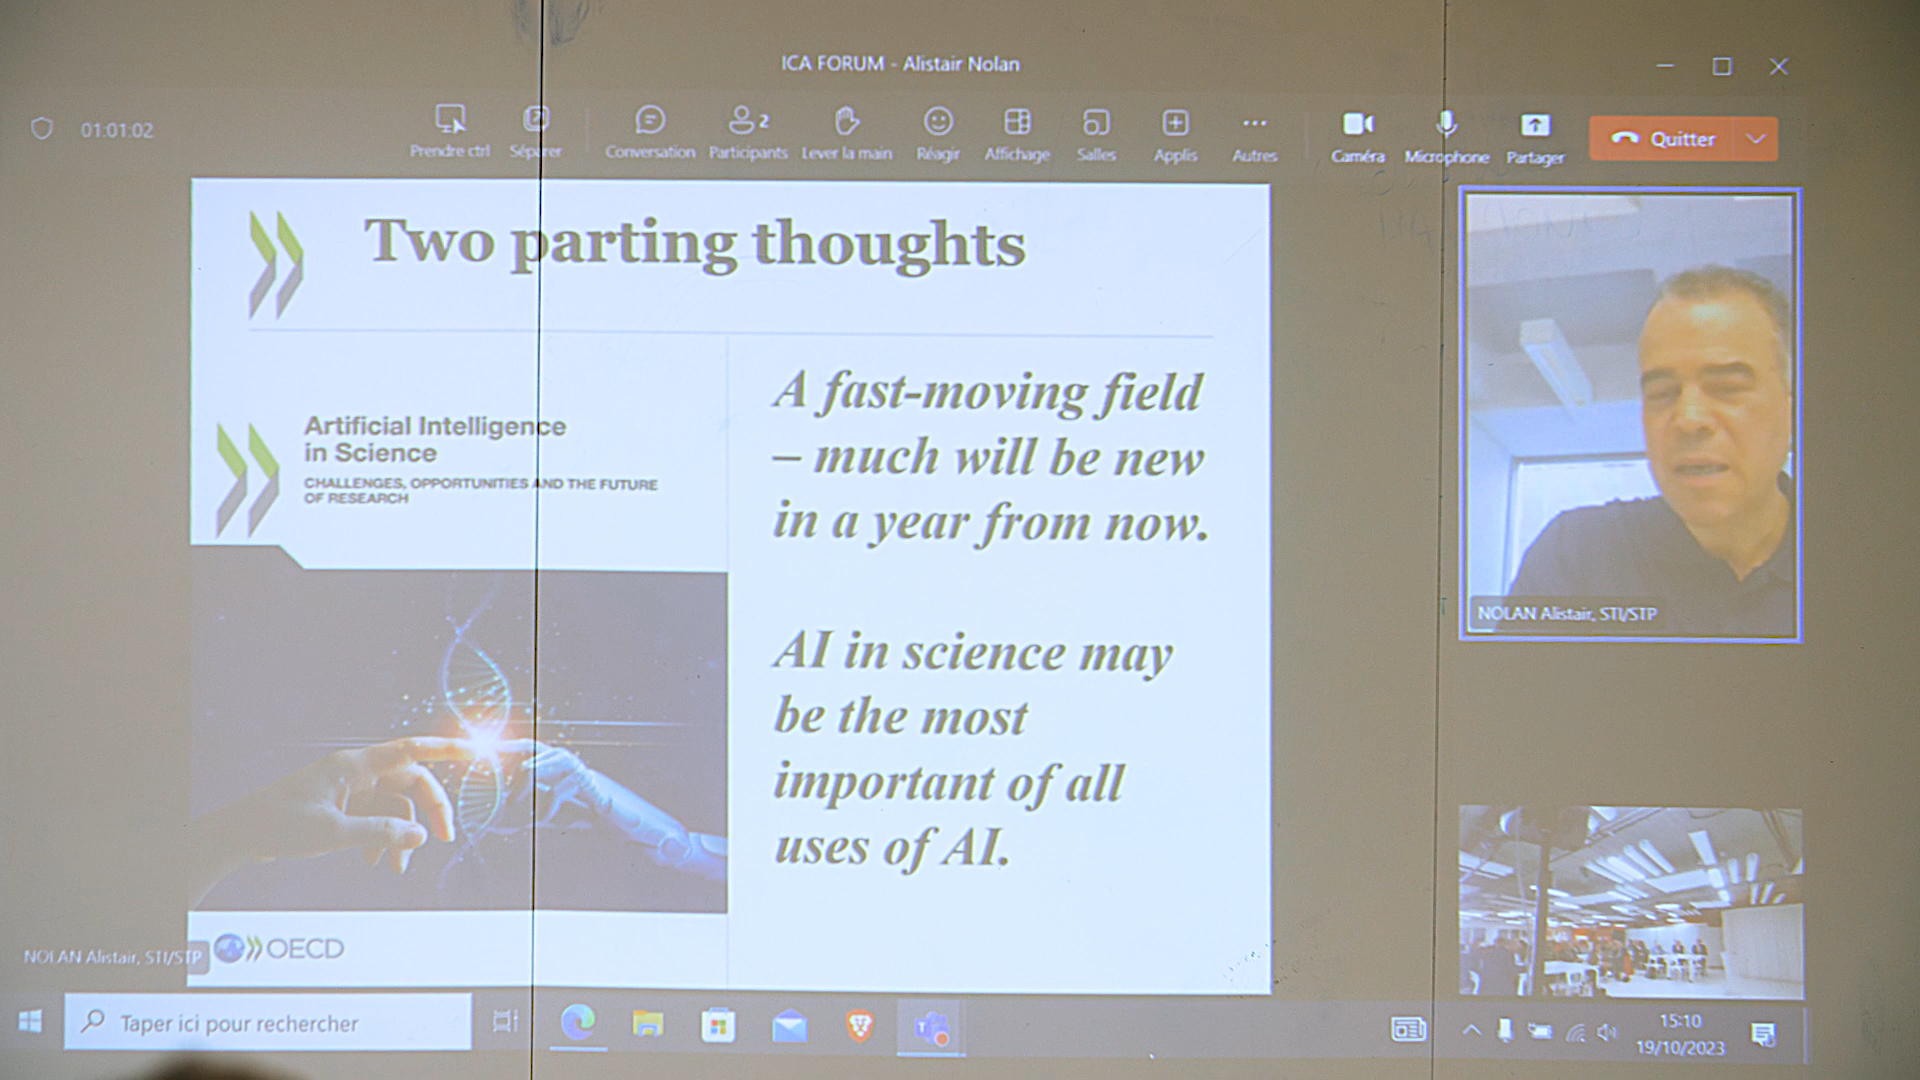 ICA FORUM - Alistair Nolan
01:01:02
Prendre ctrl
Séparer
Conversation
2
Participants
Lever la main
Réagir
Affichage
Salles
Applis
Autres
Caméra
Microphone
Partager
Quitter
Two parting thoughts
Artificial Intelligence
in Science
CHALLENGES, OPPORTUNITIES AND THE FUTURE
OF RESEARCH
A fast-moving field
– much will be new
in a year from now.
AI in science may
be the most
important of all
uses of AI.
OECD
NOLAN Alistair, STI/STP
NOLAN Alistair, STI/STP
Taper ici pour rechercher
15:10
19/10/2023